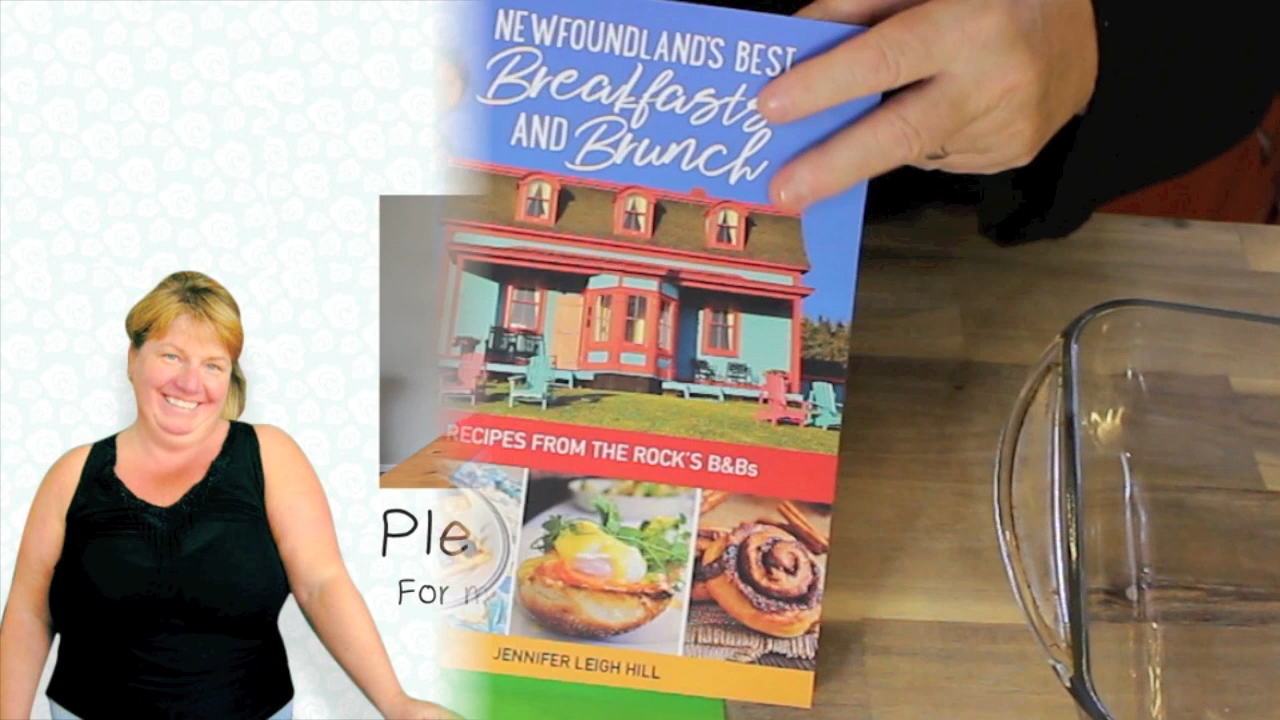 NEWFOUNDLAND'S BEST
Breakfasts
AND Brunch
RECIPES FROM THE ROCK'S B&Bs
Ple
For
JENNIFER LEIGH HILL